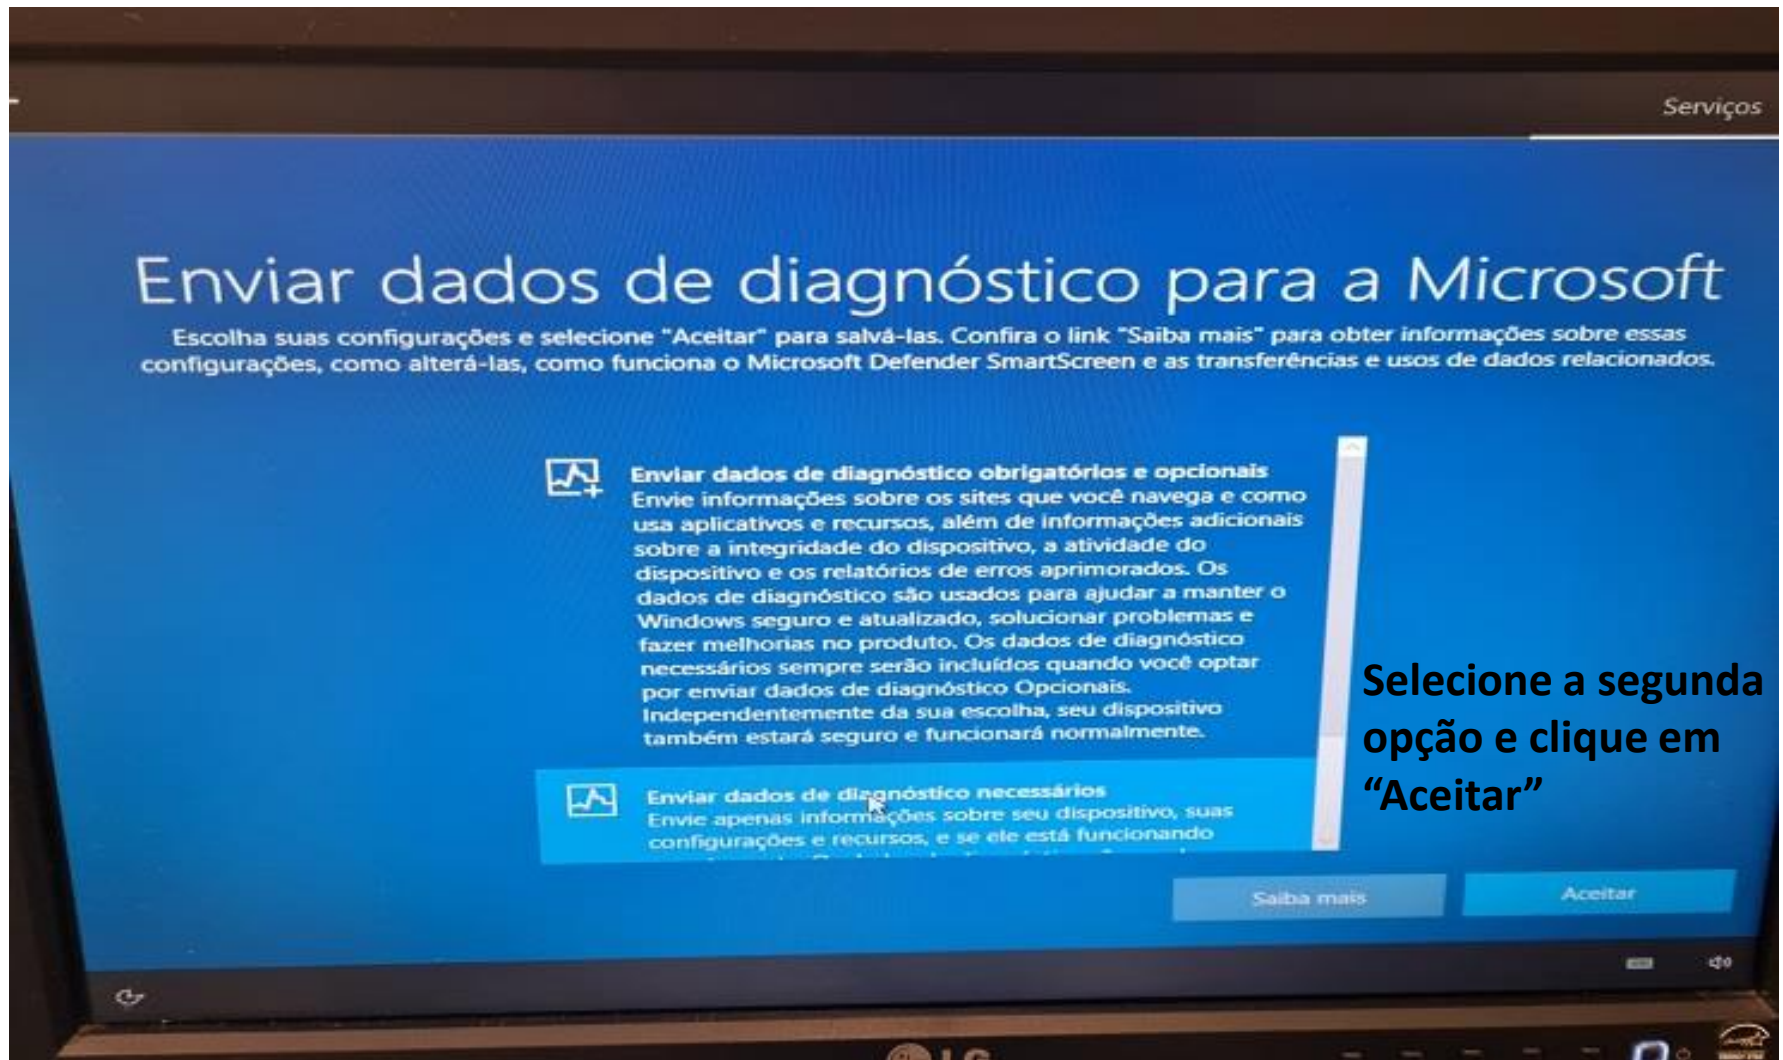 Serviços
Enviar dados de diagnóstico para a Microsoft
Escolha suas configurações e selecione "Aceitar" para salvá-las. Confira o link "Saiba mais" para obter informações sobre essas
configurações, como alterá-las, como funciona o Microsoft Defender SmartScreen e as transferências e usos de dados relacionados.
Enviar dados de diagnóstico obrigatórios e opcionais
Envie informações sobre os sites que você navega e como
usa aplicativos e recursos, além de informações adicionais
sobre a integridade do dispositivo, a atividade do
dispositivo e os relatórios de erros aprimorados. Os
dados de diagnóstico são usados para ajudar a manter o
Windows seguro e atualizado, solucionar problemas e
fazer melhorias no produto. Os dados de diagnóstico
necessários sempre serão incluídos quando você optar
por enviar dados de diagnóstico Opcionais.
Independentemente da sua escolha, seu dispositivo
também estará seguro e funcionará normalmente.
Selecione a segunda
opção e clique em
“Aceitar”
Enviar dados de diagnóstico necessários
Envie apenas informações sobre seu dispositivo, suas
configurações e recursos, e se ele está funcionando
Saiba mais
Aceitar
LG